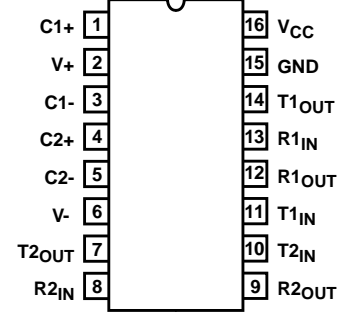 C1+ 1 16 VCC
V+ 2 15 GND
C1- 3 14 T1OUT
C2+ 4 13 R1IN
C2- 5 12 R1OUT
V- 6 11 T1IN
T2OUT 7 10 T2IN
R2IN 8 9 R2OUT